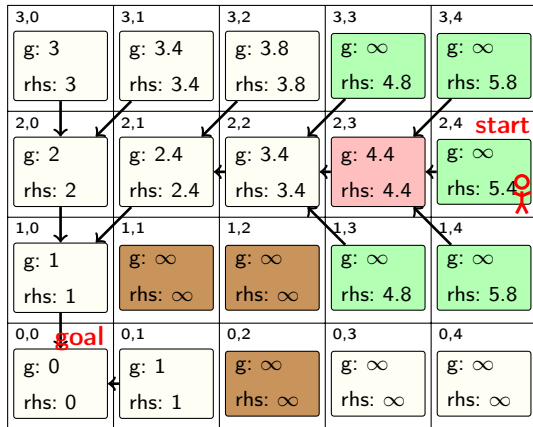 3,0 3,1 3,2 3,3 3,4
g: 3 g: 3.4 g: 3.8 g: ∞ g: ∞
rhs: 3 rhs: 3.4 rhs: 3.8 rhs: 4.8 rhs: 5.8
2,0 2,1 2,2 2,3 2,4 start
g: 2 g: 2.4 g: 3.4 g: 4.4 g: ∞
rhs: 2 rhs: 2.4 rhs: 3.4 rhs: 4.4 rhs: 5.4
1,0 1,1 1,2 1,3 1,4
g: 1 g: ∞ g: ∞ g: ∞ g: ∞
rhs: 1 rhs: ∞ rhs: ∞ rhs: 4.8 rhs: 5.8
0,0 goal 0,1 0,2 0,3 0,4
g: 0 g: 1 g: ∞ g: ∞ g: ∞
rhs: 0 rhs: 1 rhs: ∞ rhs: ∞ rhs: ∞